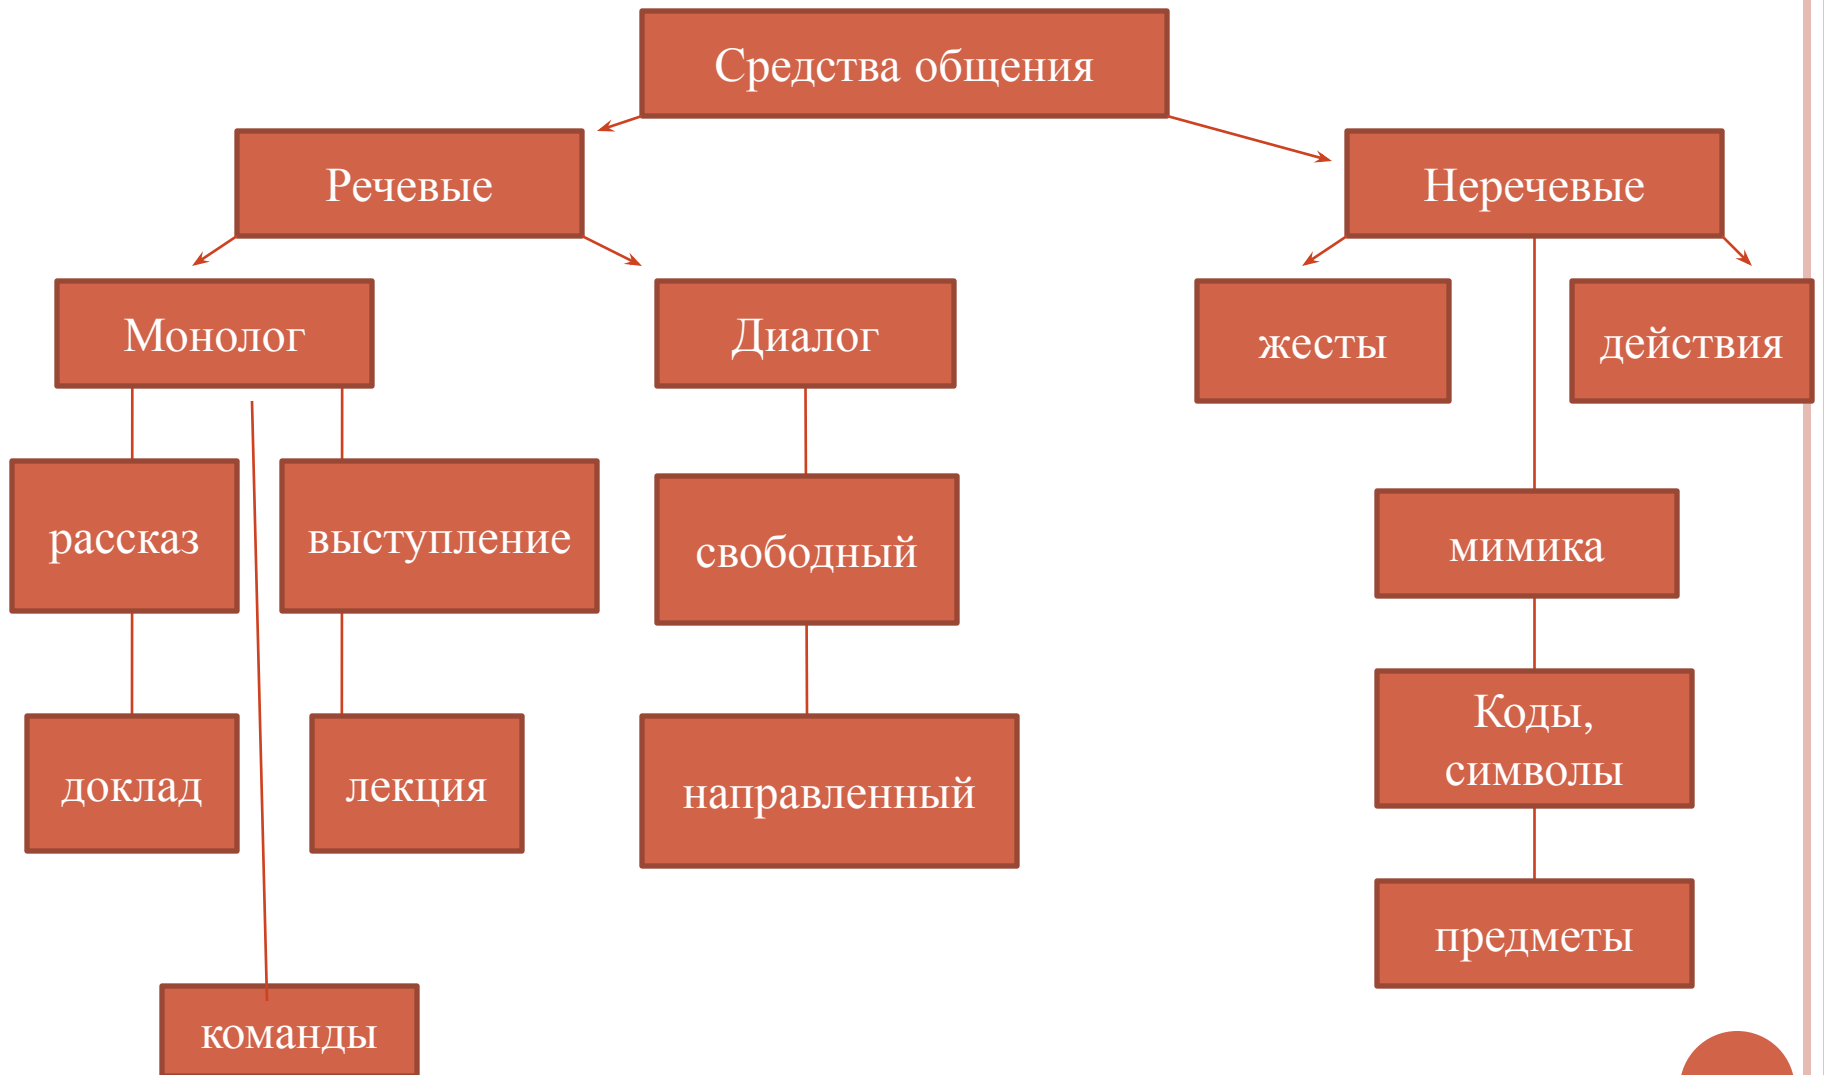 Средства общения
Речевые
Неречевые
Монолог
Диалог
жесты
действия
рассказ
выступление
свободный
мимика
Коды,
символы
доклад
лекция
направленный
предметы
команды